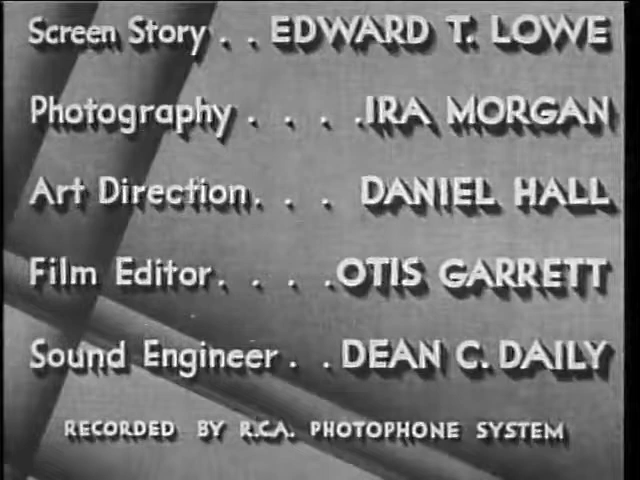 Screen Story . . EDWARD T. LOWE
Photography . . . . IRA MORGAN
Art Direction . . . DANIEL HALL
Film Editor . . . . OTIS GARRETT
Sound Engineer . . DEAN C. DAILY
RECORDED BY R.C.A. PHOTOPHONE SYSTEM